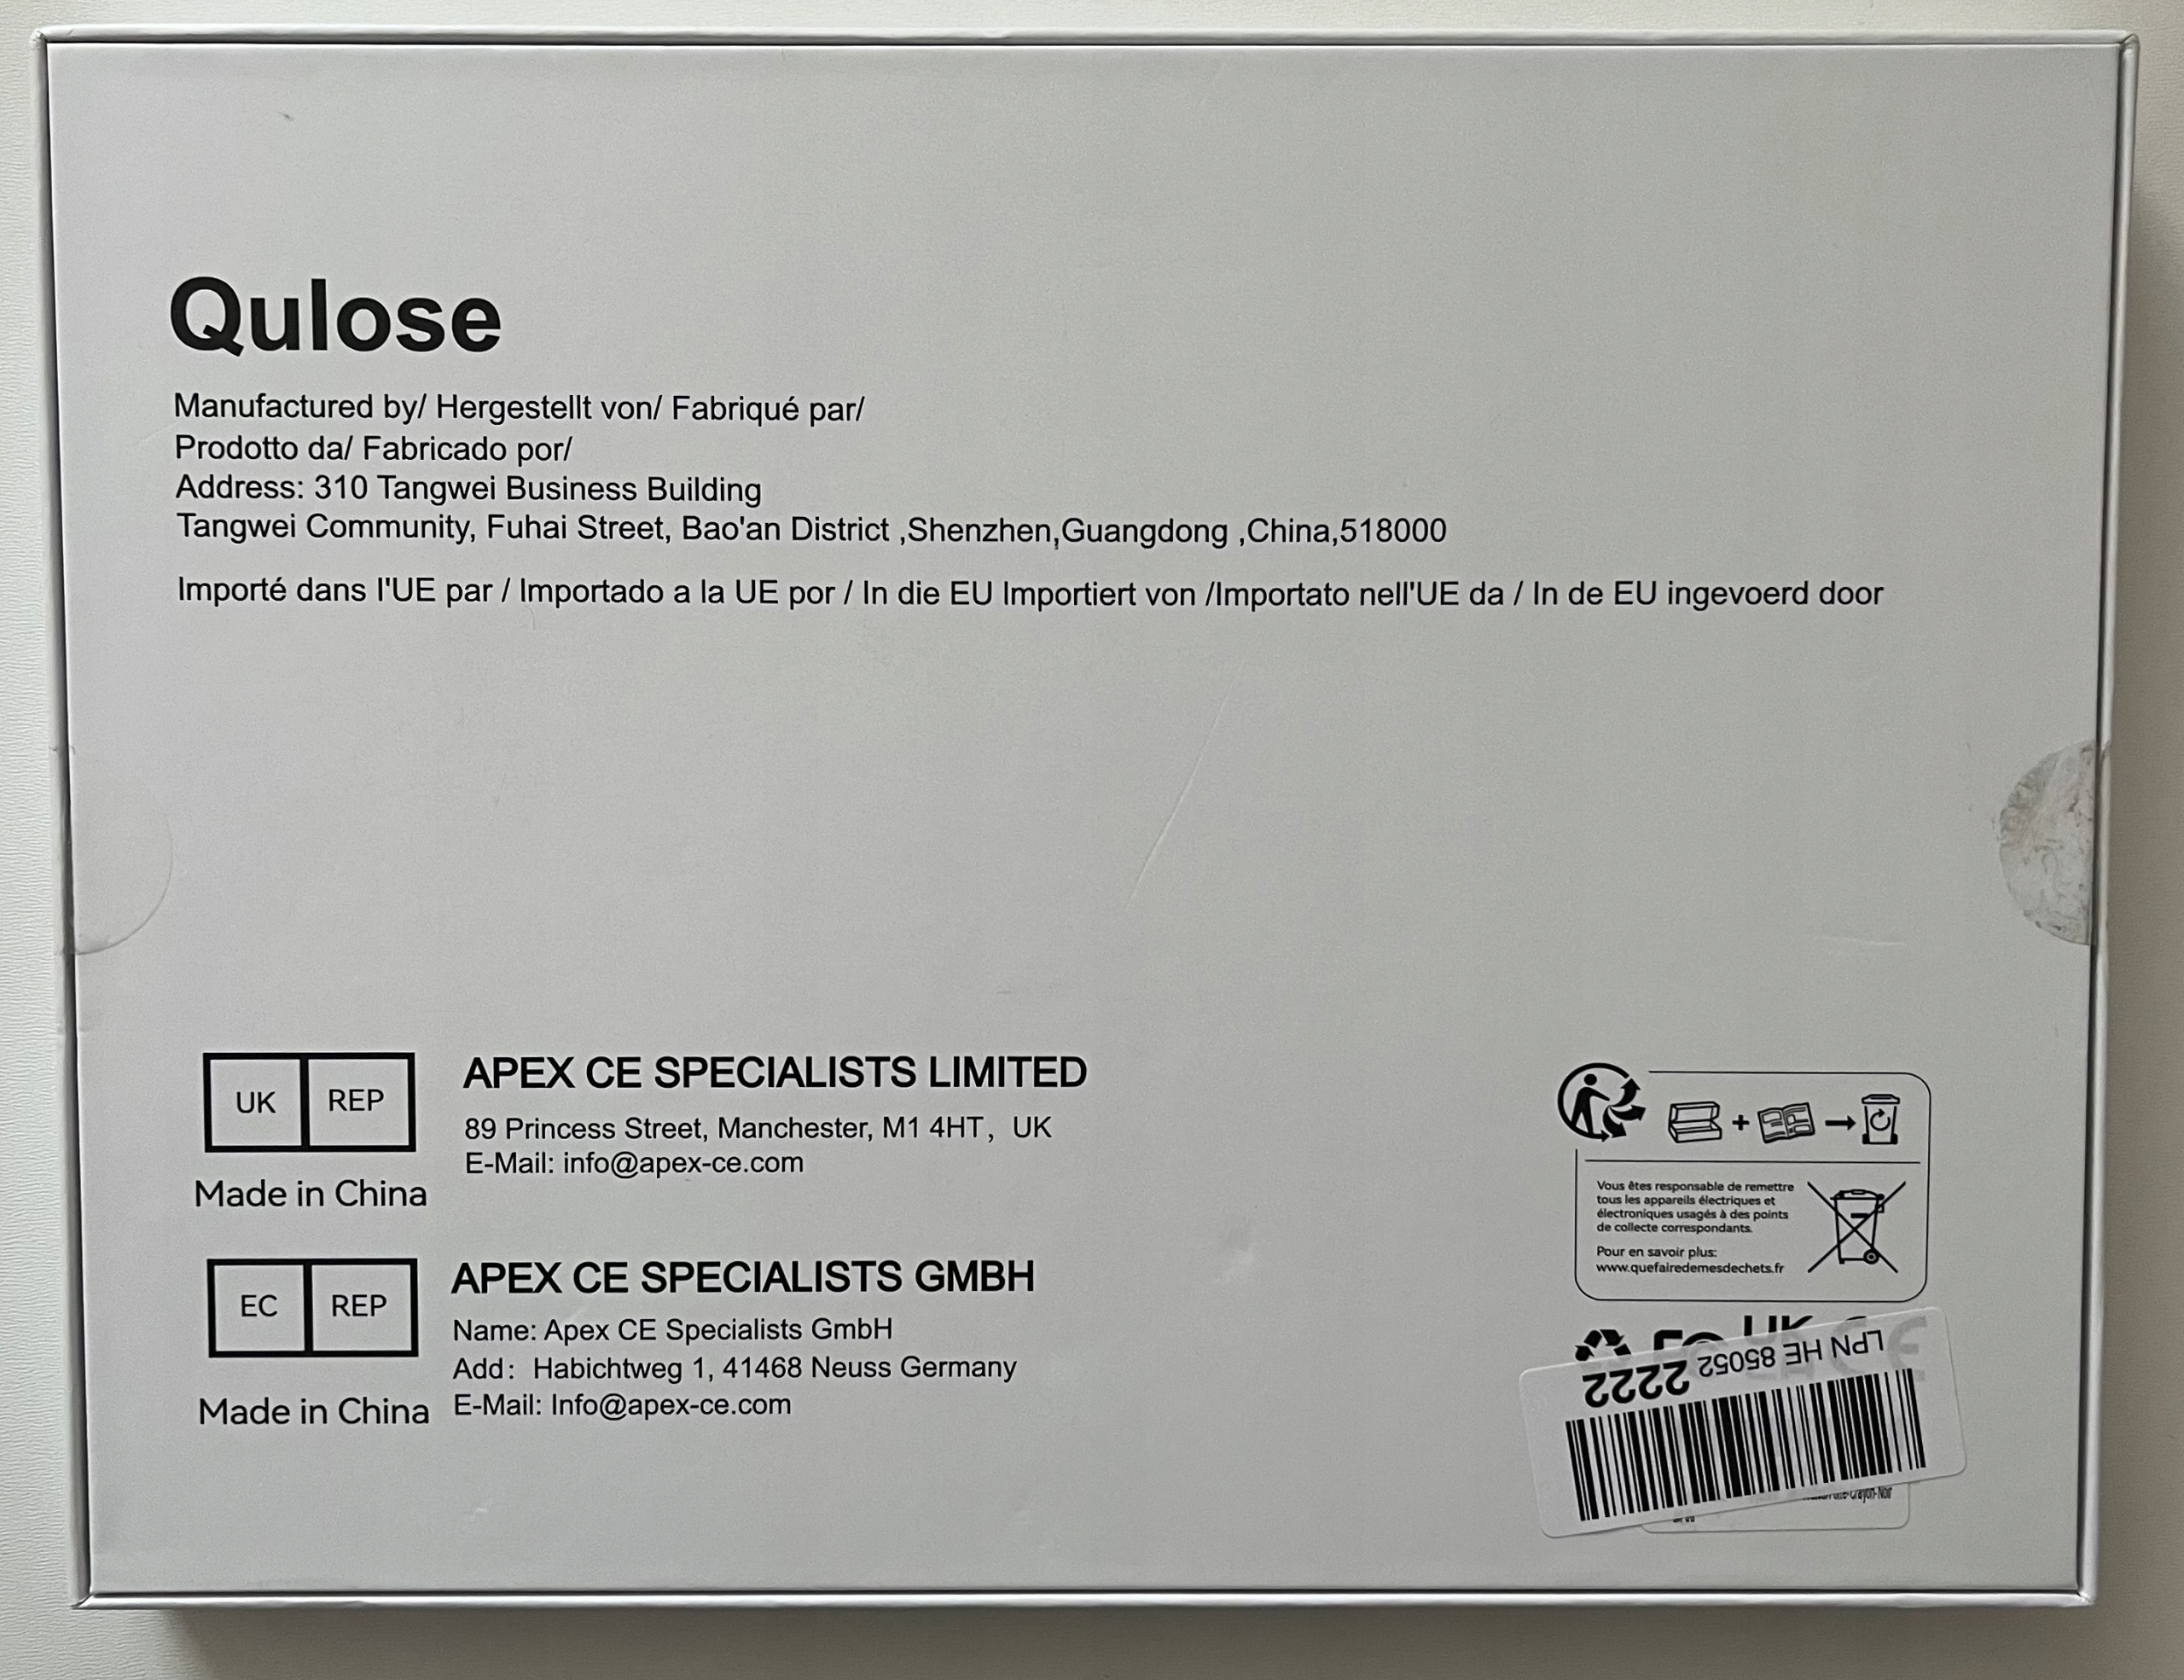 Qulose
Manufactured by/ Hergestellt von/ Fabriqué par/
Prodotto da/ Fabricado por/
Address: 310 Tangwei Business Building
Tangwei Community, Fuhai Street, Bao'an District ,Shenzhen,Guangdong ,China,518000
Importé dans l'UE par / Importado a la UE por / In die EU Importiert von /Importato nell'UE da / In de EU ingevoerd door
UK REP
Made in China
APEX CE SPECIALISTS LIMITED
89 Princess Street, Manchester, M1 4HT, UK
E-Mail: info@apex-ce.com
EC REP
Made in China
APEX CE SPECIALISTS GMBH
Name: Apex CE Specialists GmbH
Add: Habichtweg 1, 41468 Neuss Germany
E-Mail: Info@apex-ce.com
Vous êtes responsable de remettre
tous les appareils électriques et
électroniques usagés à des points
de collecte correspondants.
Pour en savoir plus:
www.quefairedemesdechets.fr
UK
CE
LPN HE 85052 2222
Crayon-Noir